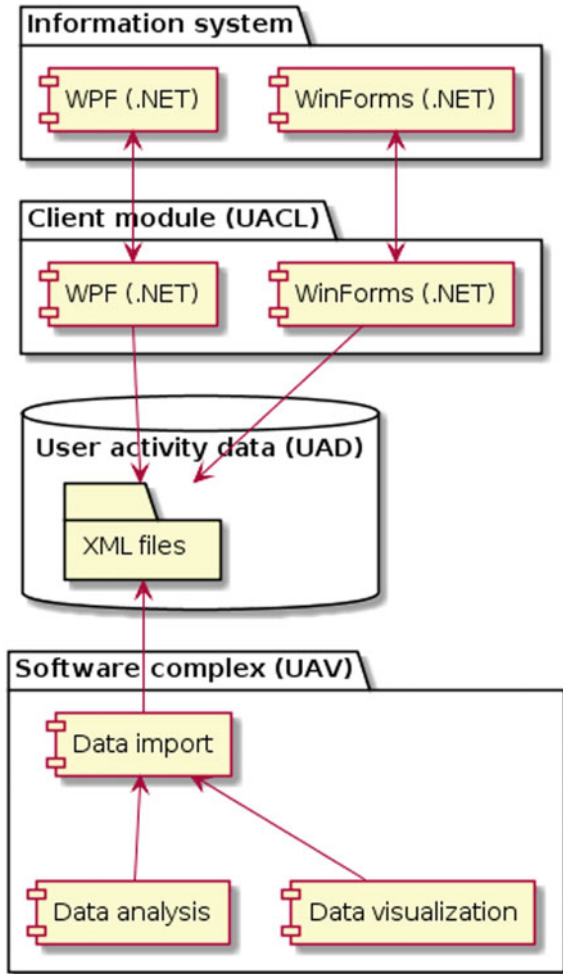 Information system
WPF (.NET)
WinForms (.NET)
Client module (UACL)
WPF (.NET)
WinForms (.NET)
User activity data (UAD)
XML files
Software complex (UAV)
Data import
Data analysis
Data visualization